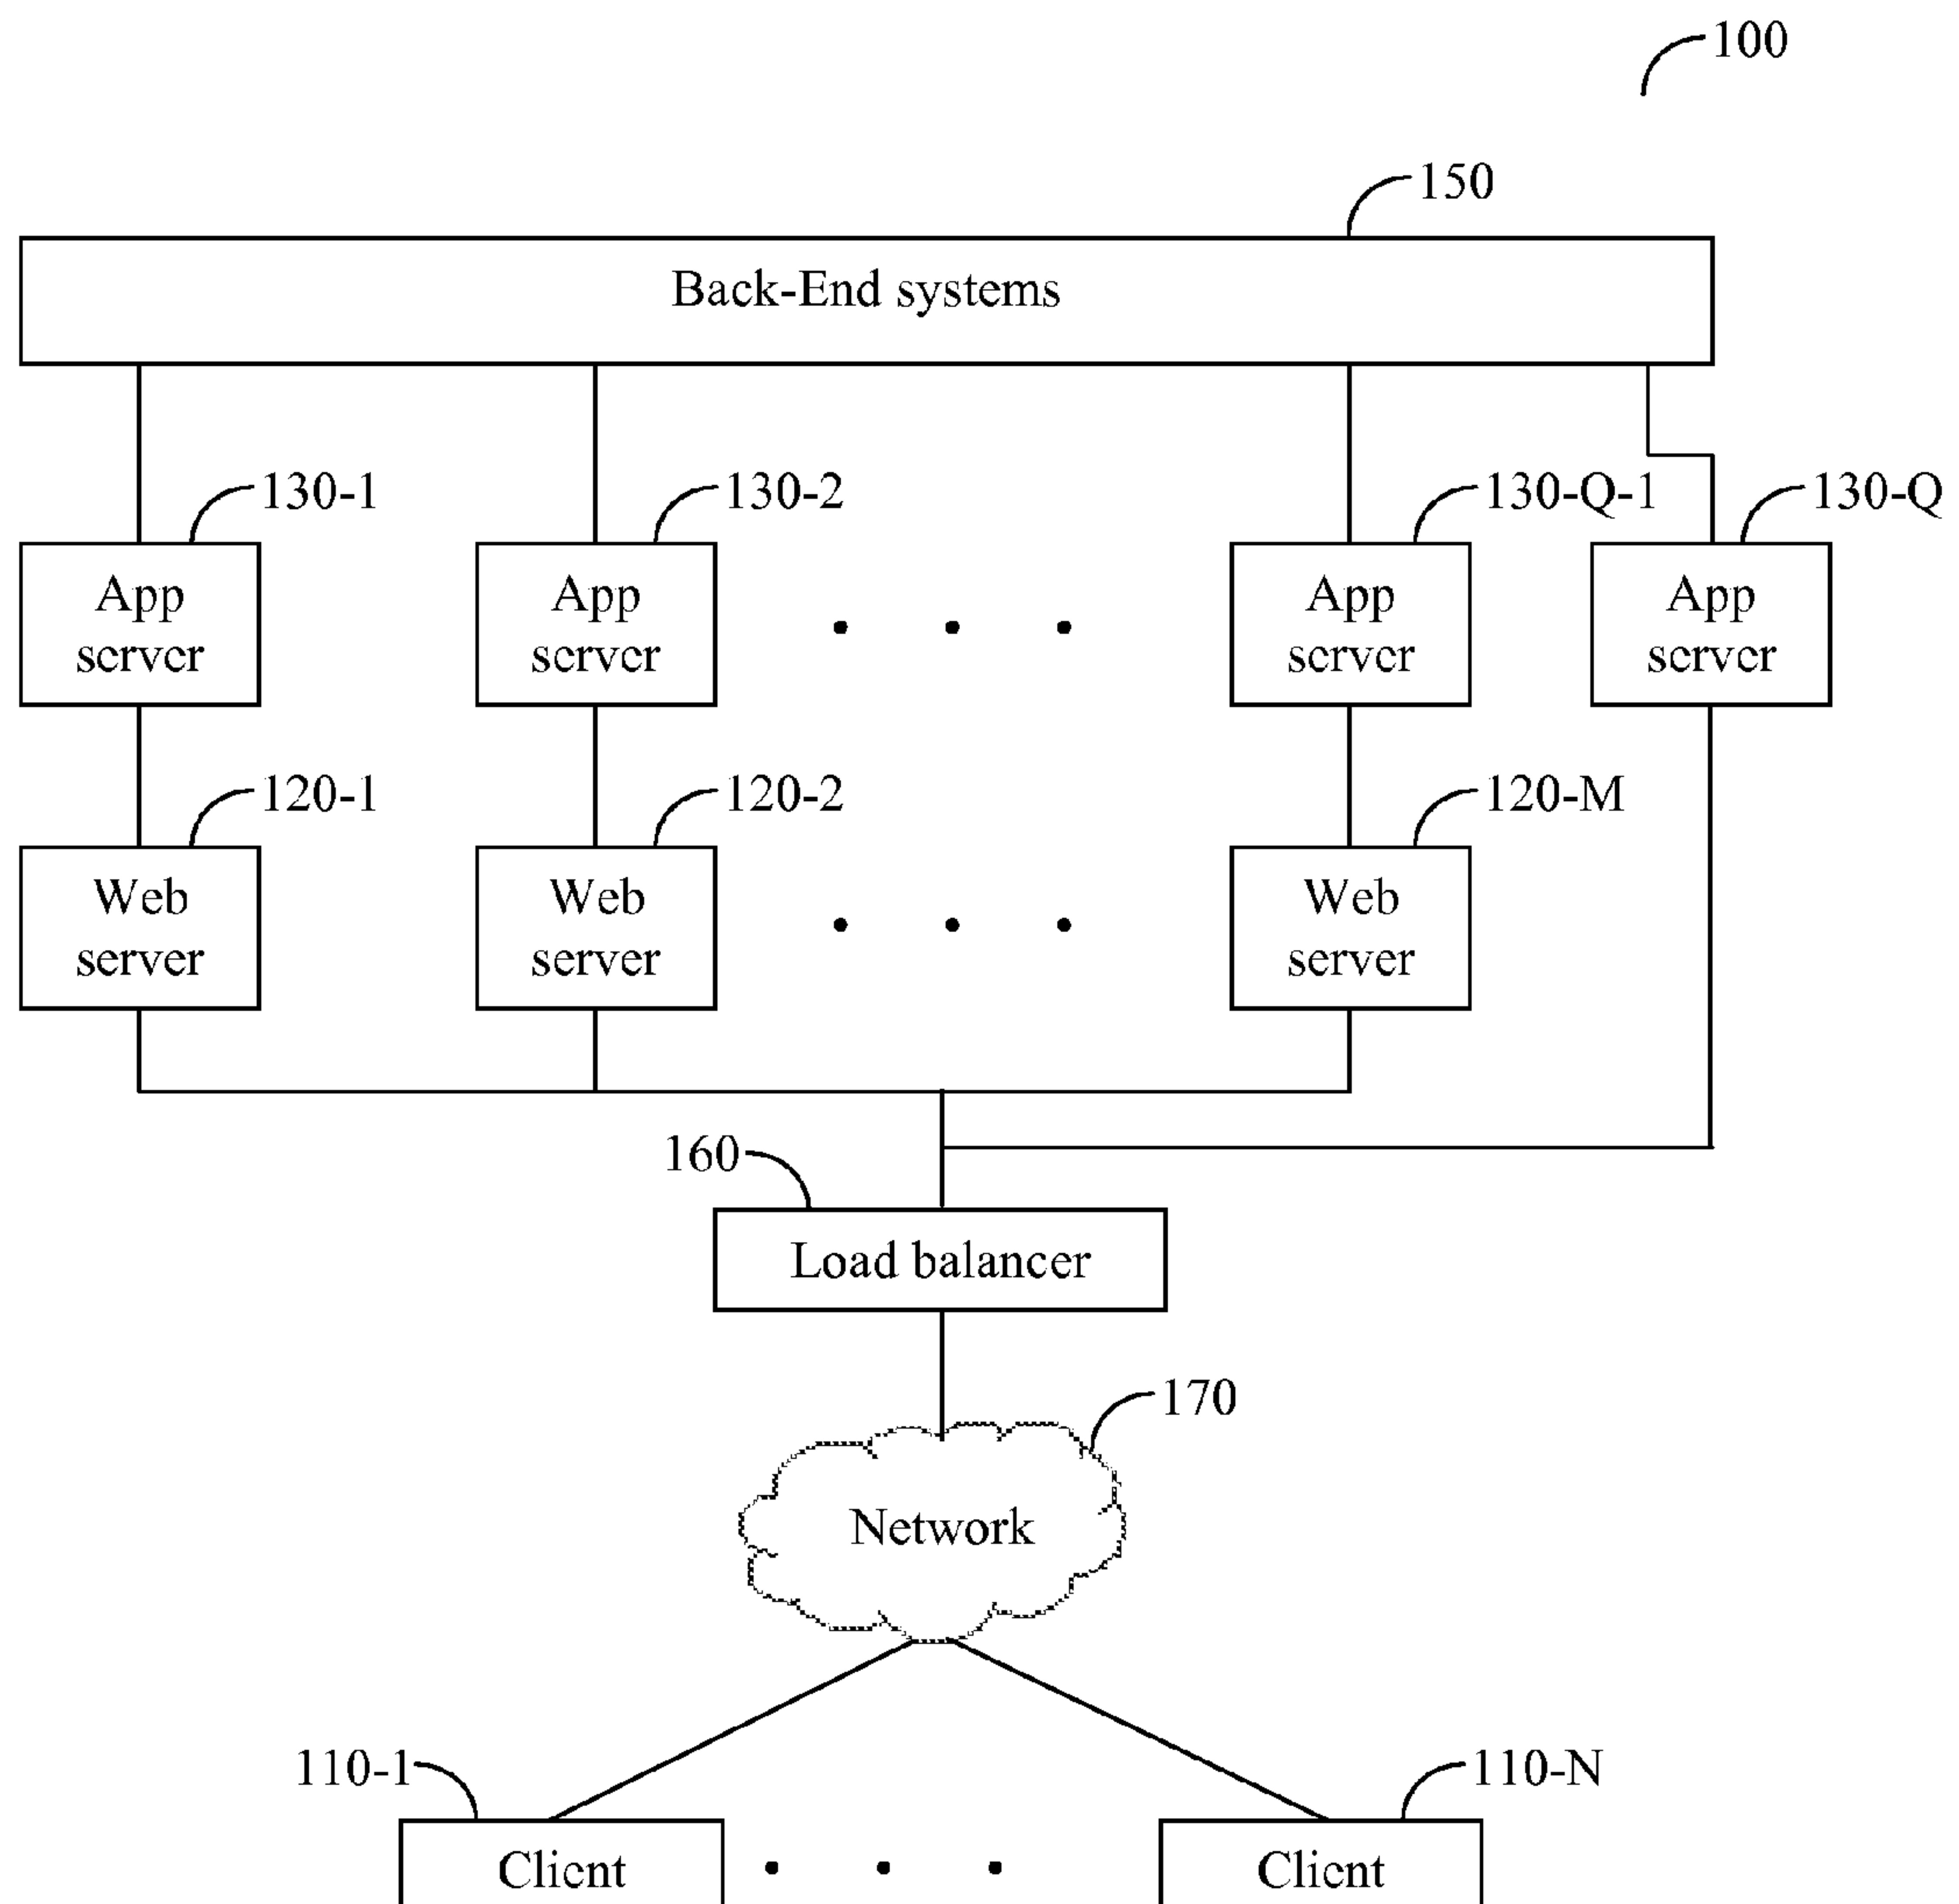 100
150
Back-End systems
130-1
130-2
130-Q-1
130-Q
App
server
App
server
App
server
App
server
120-1
120-2
120-M
Web
server
Web
server
Web
server
160
Load balancer
170
Network
110-1
110-N
Client
Client